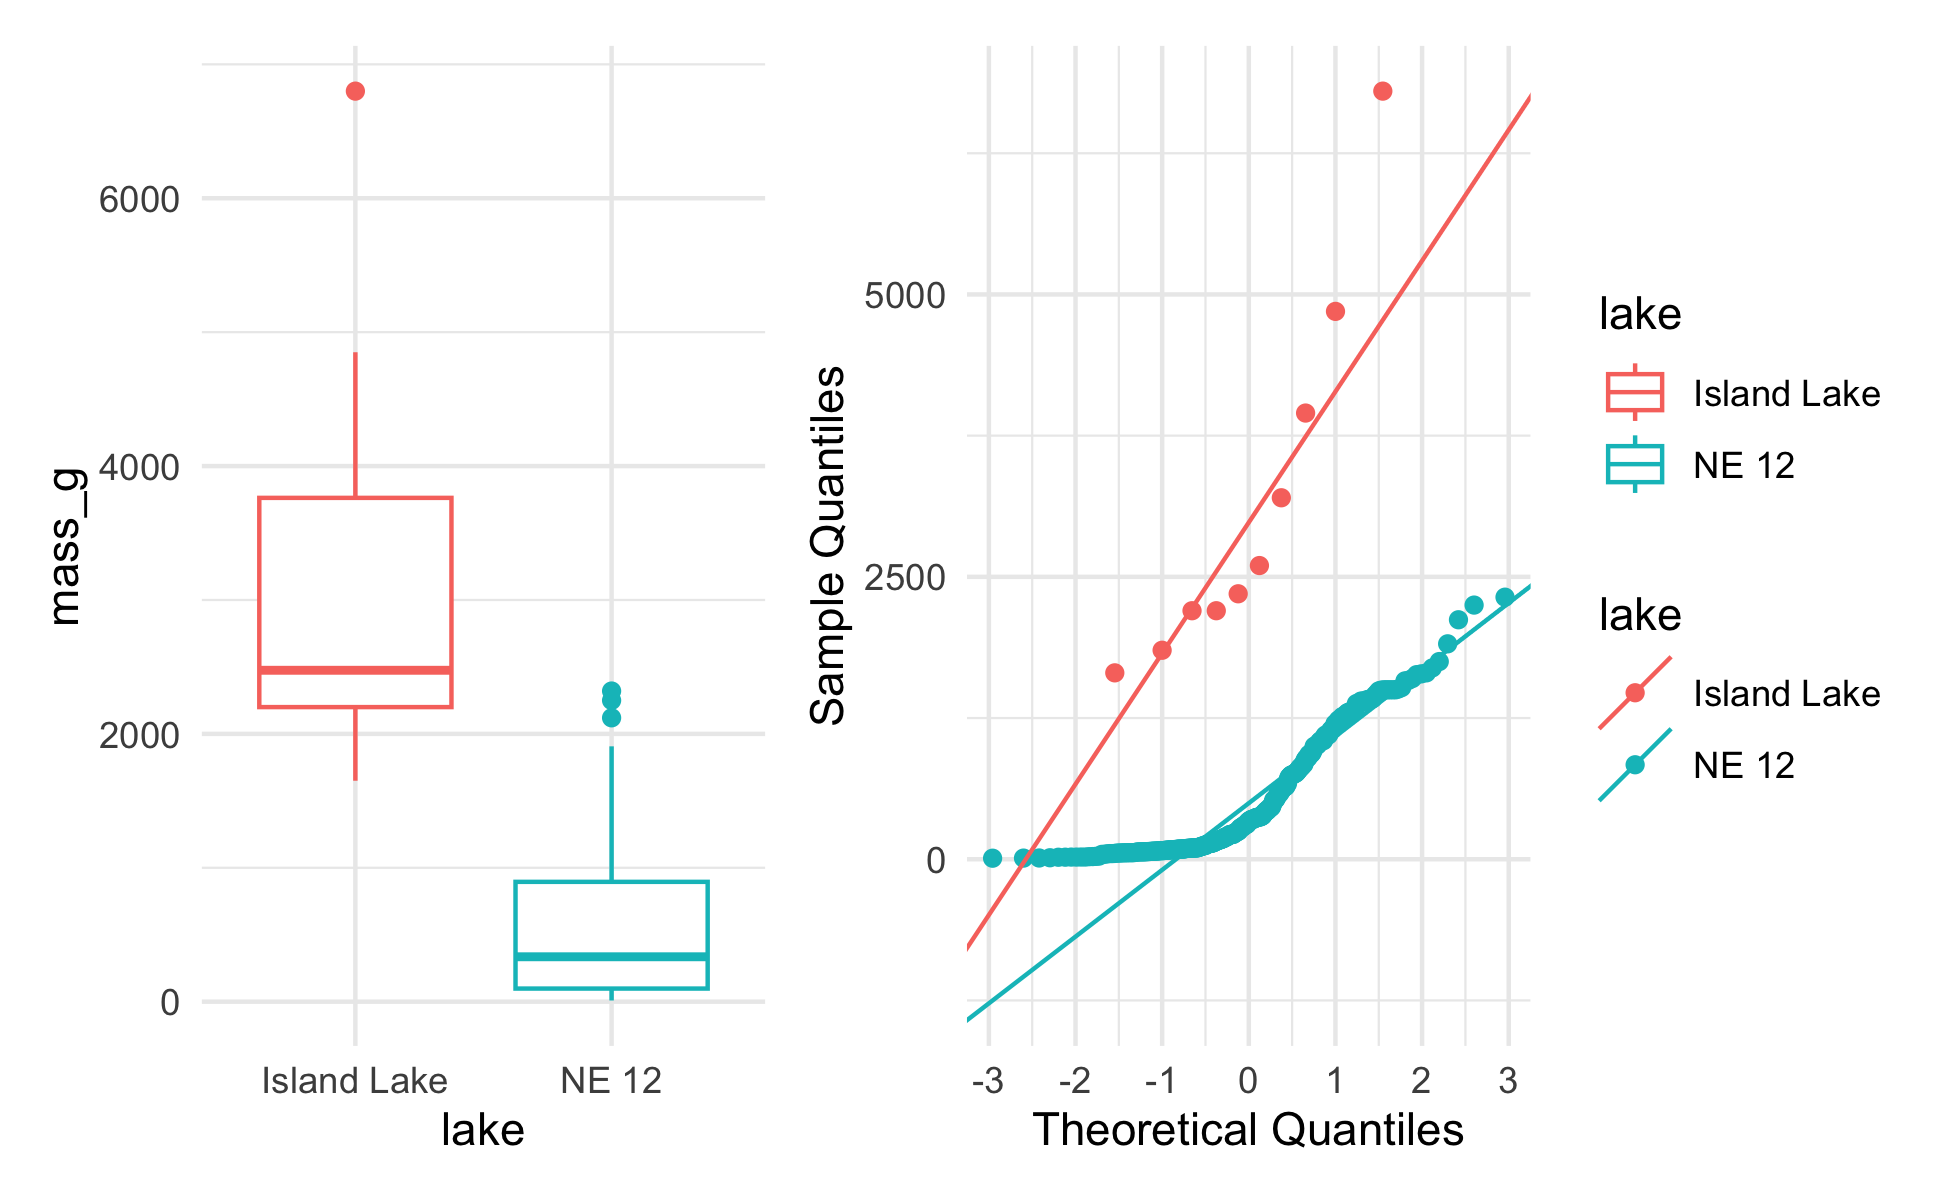 mass_g
6000
4000
2000
0
Island Lake
NE 12
lake
Sample Quantiles
5000
2500
0
-3
-2
-1
0
1
2
3
Theoretical Quantiles
lake
Island Lake
NE 12
lake
Island Lake
NE 12